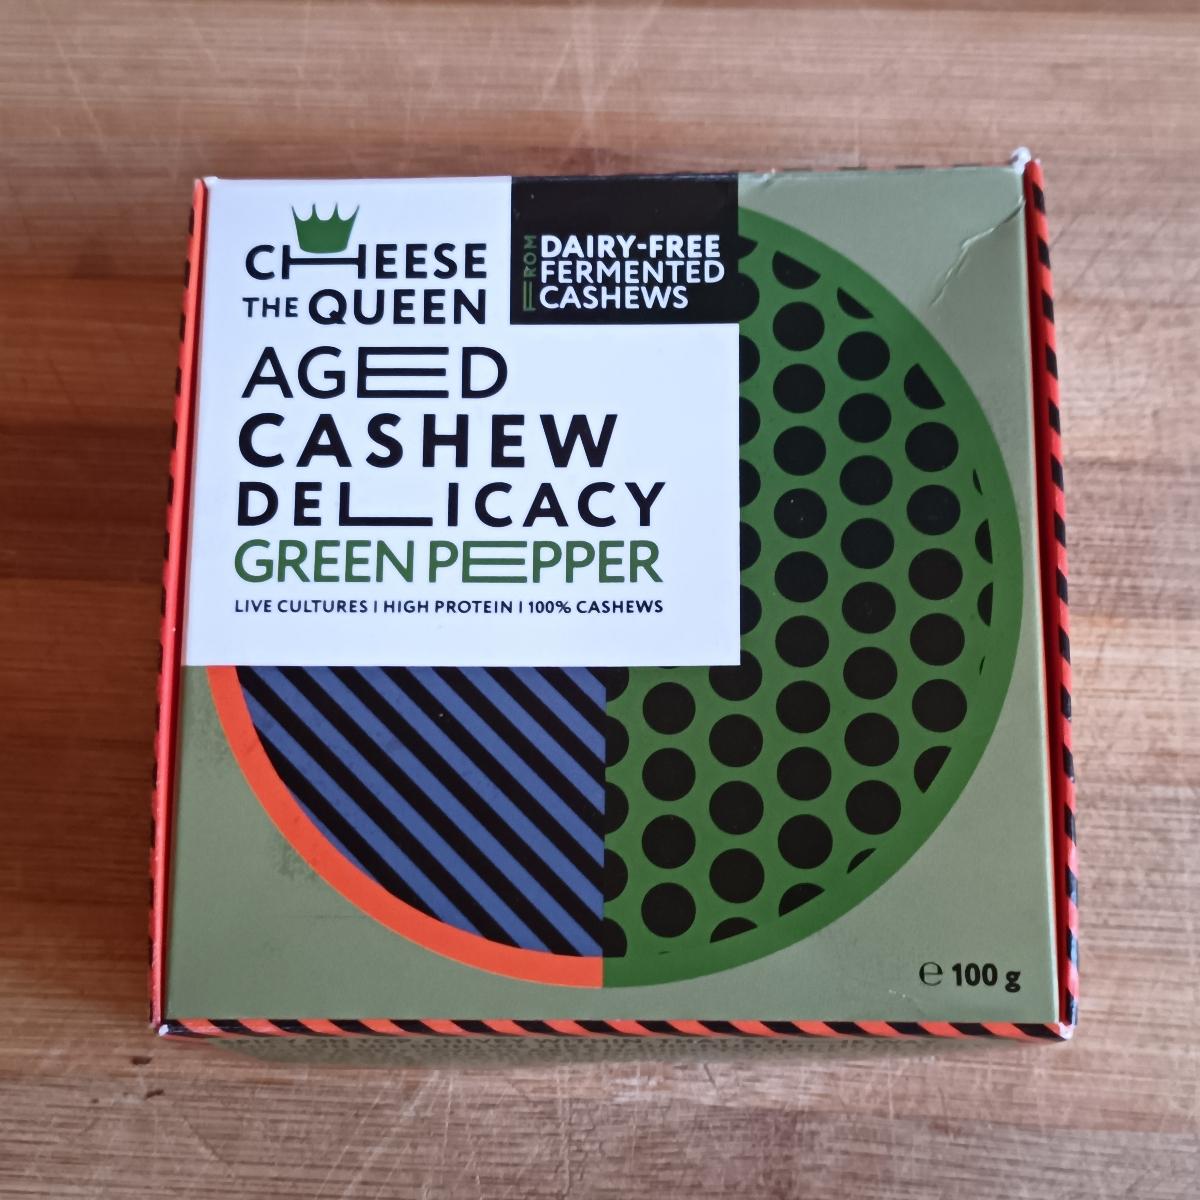 CHEESE
THE QUEEN
FROM
DAIRY-FREE
FERMENTED
CASHEWS
AGED
CASHEW
DELICACY
GREEN PEPPER
LIVE CULTURES | HIGH PROTEIN | 100% CASHEWS
℮ 100 g